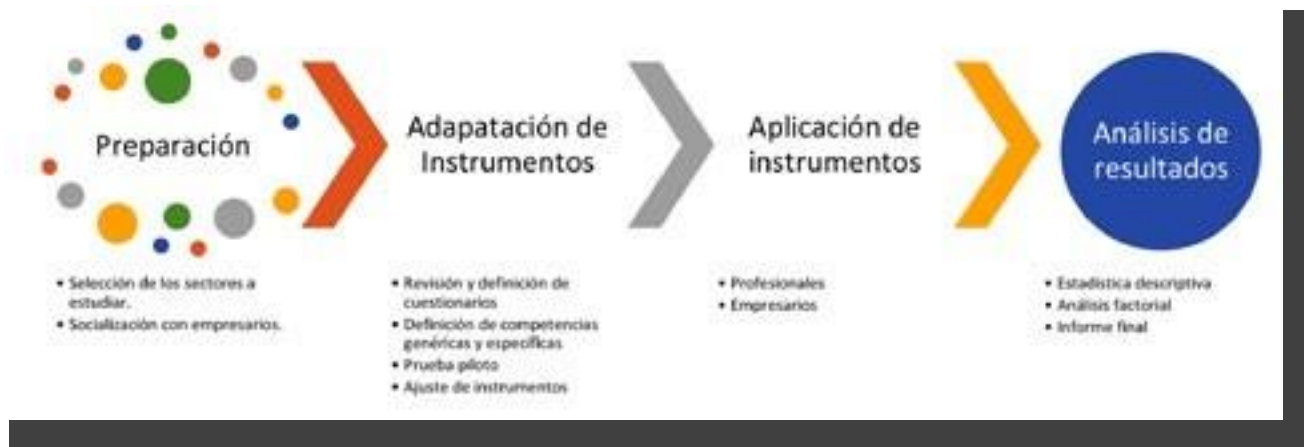 Preparación
Adapatación de
Instrumentos
Aplicación de
instrumentos
Análisis de
resultados
• Selección de los sectores a
estudiar.
• Socialización con empresarios.
• Revisión y definición de
cuestionarios
• Definición de competencias
genéricas y específicas
• Prueba piloto
• Ajuste de instrumentos
• Profesionales
• Empresarios
• Estadística descriptiva
• Análisis factorial
• Informe final